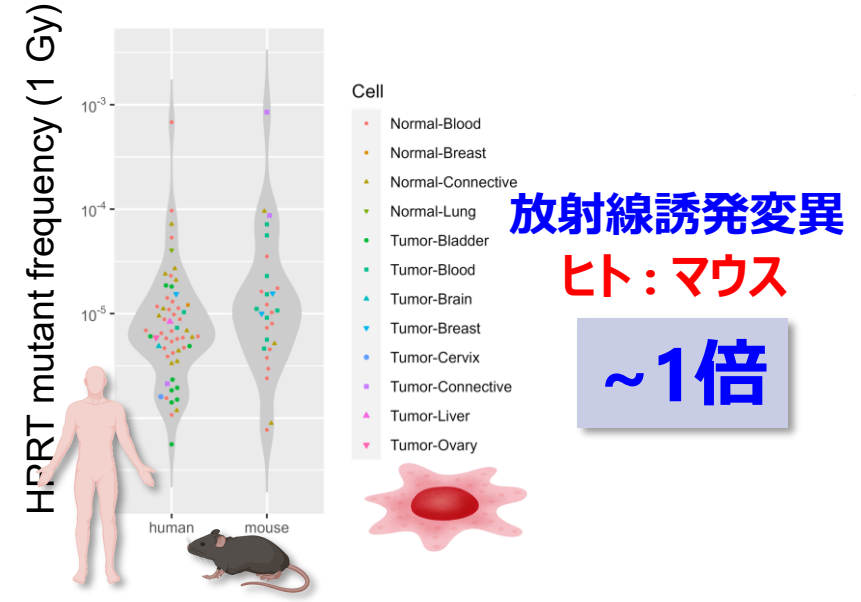 HPRT mutant frequency (1 Gy)
10-3
10-4
10-5
human
mouse
Cell
Normal-Blood
Normal-Breast
Normal-Connective
Normal-Lung
Tumor-Bladder
Tumor-Blood
Tumor-Brain
Tumor-Breast
Tumor-Cervix
Tumor-Connective
Tumor-Liver
Tumor-Ovary
放射線誘発変異
ヒト : マウス
~1倍